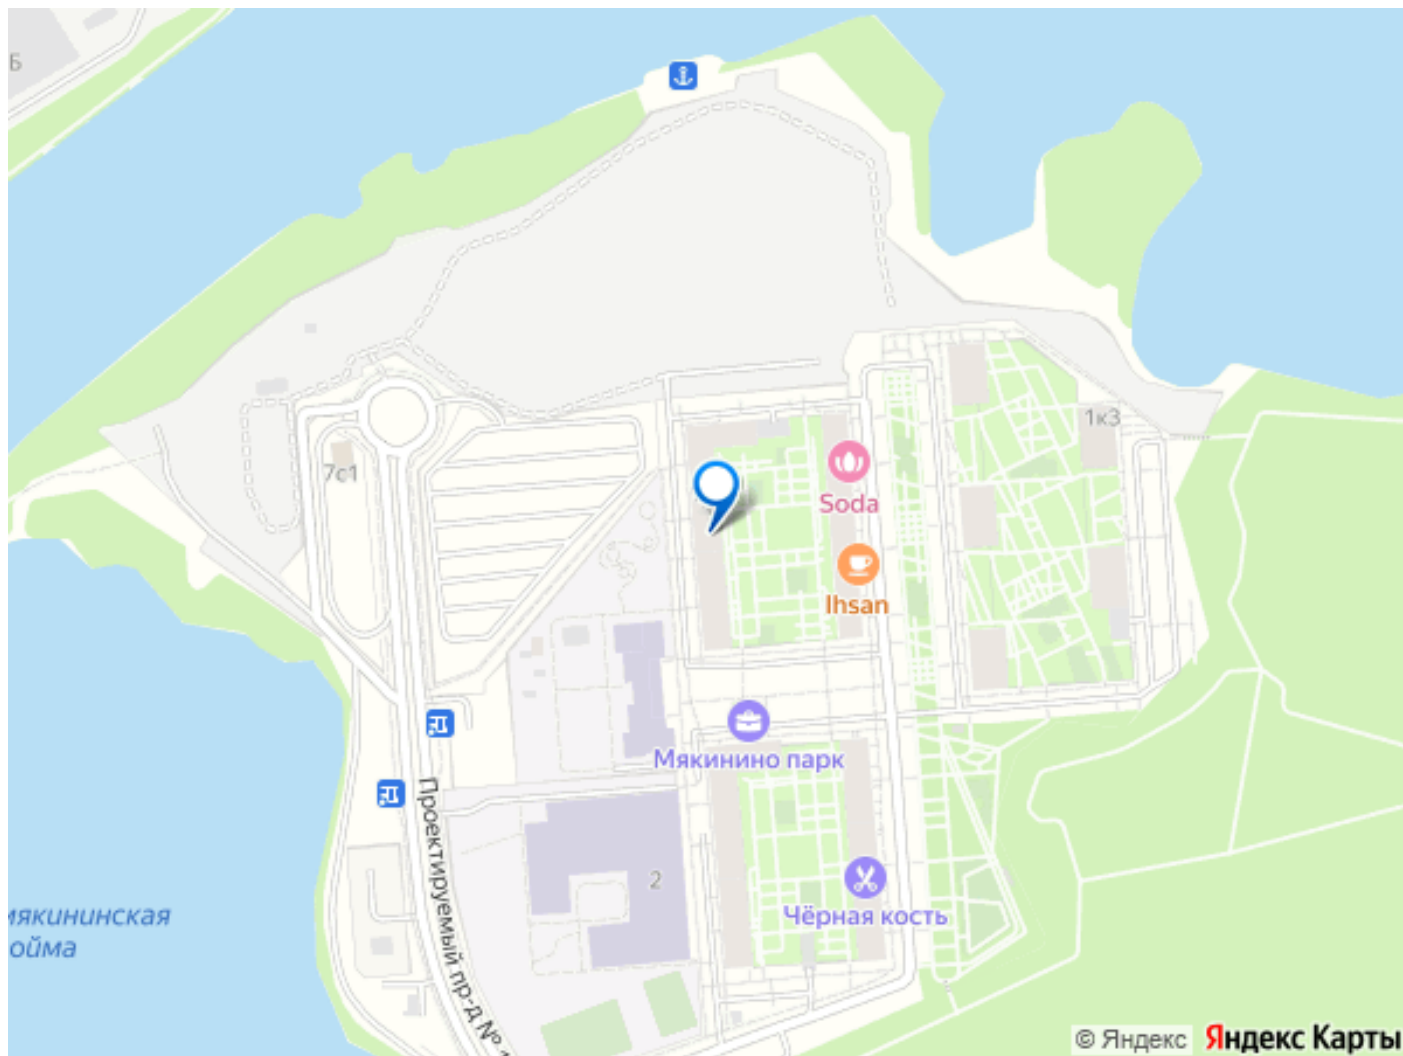 Б
1к3
7с1
Soda
Ihsan
Мякинино парк
Проектируемый пр-д №
2
Чёрная кость
мякининская
ойма
© Яндекс Яндекс Карты